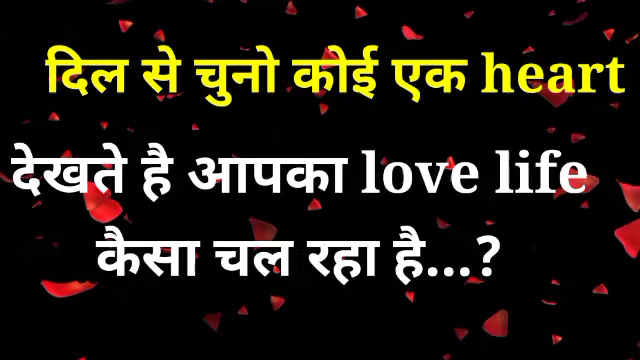 दिल से चुनो कोई एक heart
देखते है आपका love life
कैसा चल रहा है...?